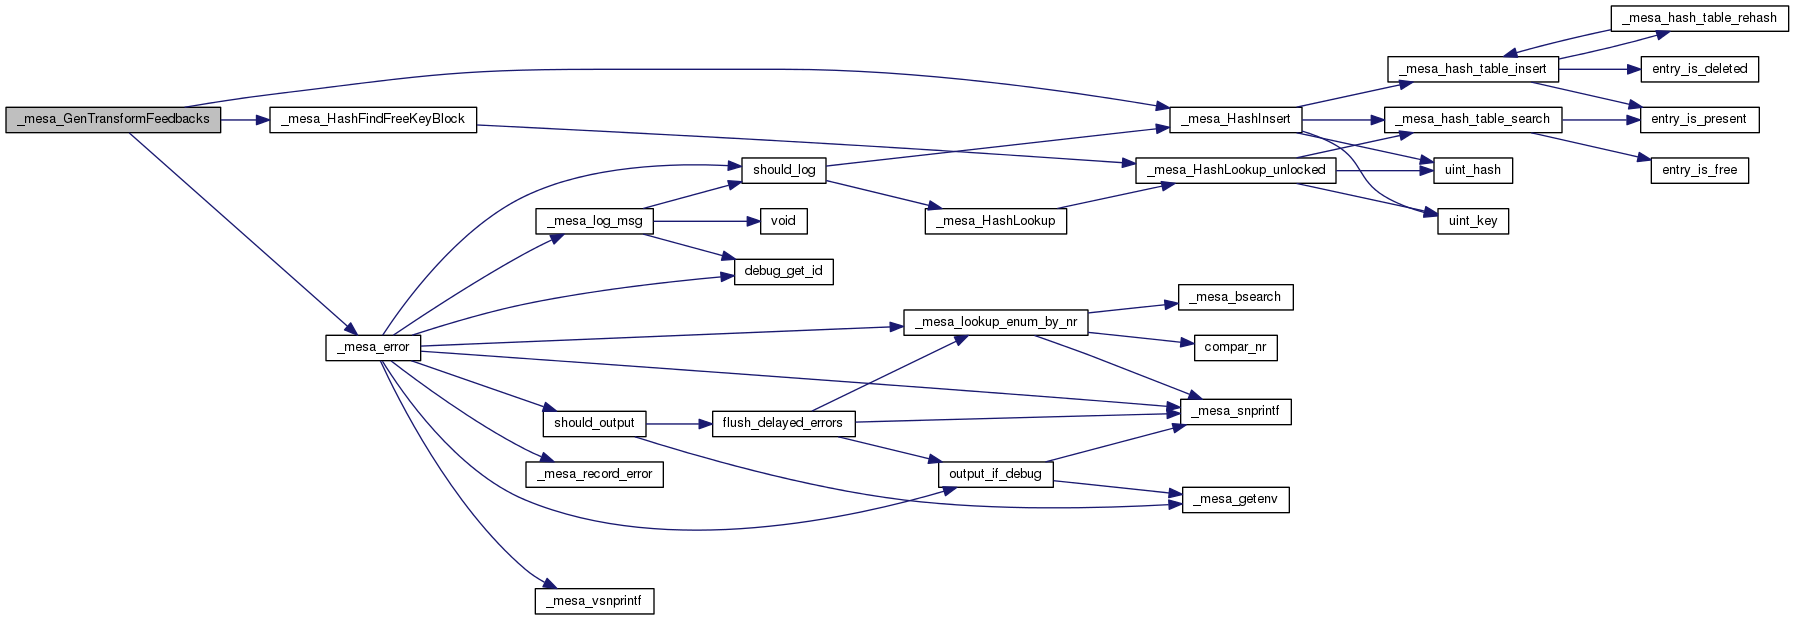 _mesa_hash_table_rehash
_mesa_hash_table_insert
entry_is_deleted
_mesa_GenTransformFeedbacks
_mesa_HashFindFreeKeyBlock
_mesa_HashInsert
_mesa_hash_table_search
entry_is_present
should_log
_mesa_HashLookup_unlocked
uint_hash
entry_is_free
_mesa_log_msg
void
_mesa_HashLookup
uint_key
debug_get_id
_mesa_bsearch
_mesa_lookup_enum_by_nr
_mesa_error
compar_nr
_mesa_snprintf
should_output
flush_delayed_errors
_mesa_record_error
output_if_debug
_mesa_getenv
_mesa_vsnprintf